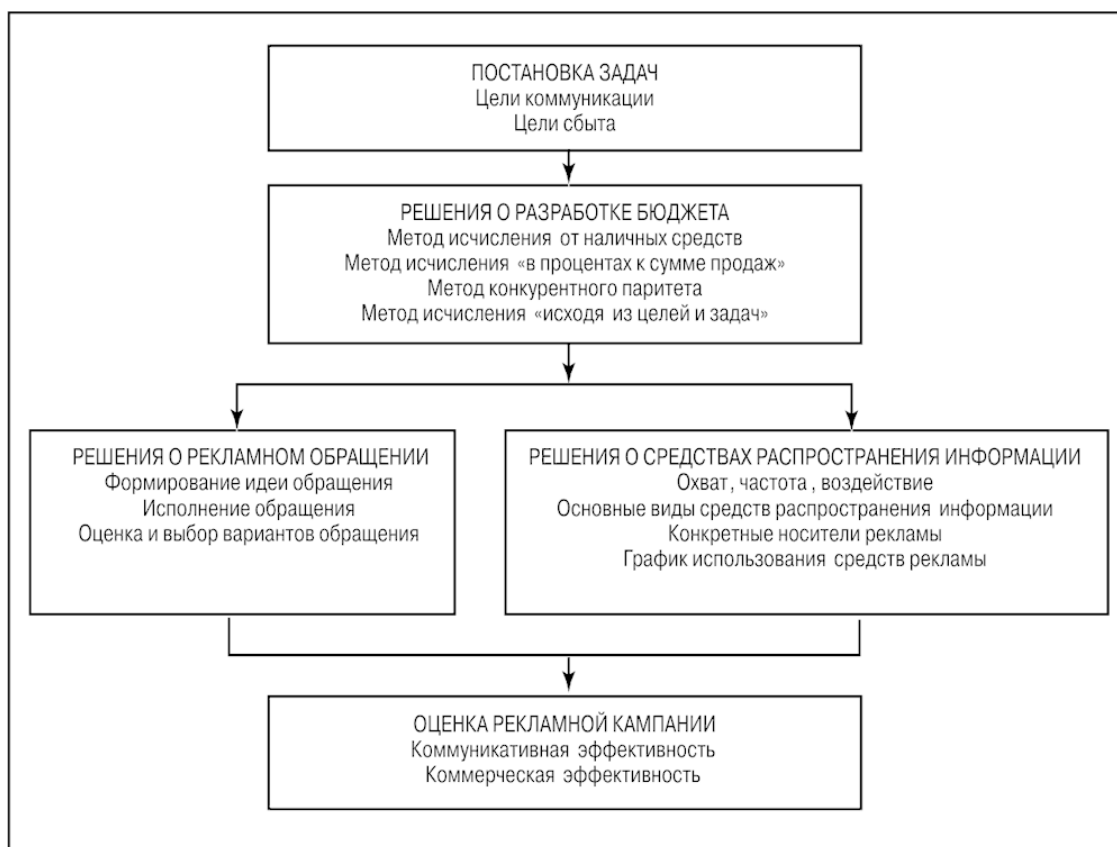 ПОСТАНОВКА ЗАДАЧ
Цели коммуникации
Цели сбыта
РЕШЕНИЯ О РАЗРАБОТКЕ БЮДЖЕТА
Метод исчисления от наличных средств
Метод исчисления «в процентах к сумме продаж»
Метод конкурентного паритета
Метод исчисления «исходя из целей и задач»
РЕШЕНИЯ О РЕКЛАМНОМ ОБРАЩЕНИИ
Формирование идеи обращения
Исполнение обращения
Оценка и выбор вариантов обращения
РЕШЕНИЯ О СРЕДСТВАХ РАСПРОСТРАНЕНИЯ ИНФОРМАЦИИ
Охват, частота, воздействие
Основные виды средств распространения информации
Конкретные носители рекламы
График использования средств рекламы
ОЦЕНКА РЕКЛАМНОЙ КАМПАНИИ
Коммуникативная эффективность
Коммерческая эффективность